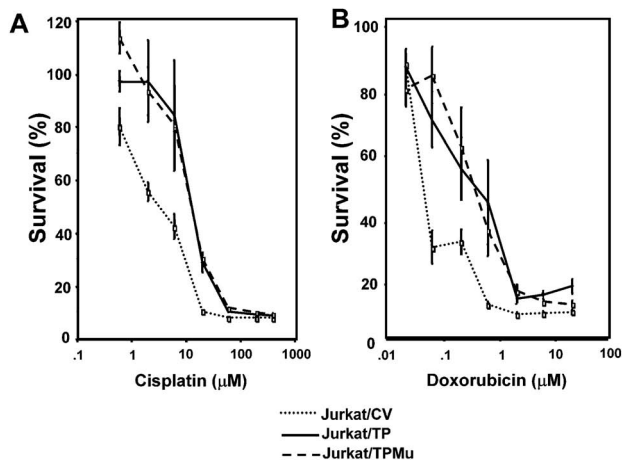 A
Survival (%)
120
100
80
60
40
20
0
.1
1
10
100
1000
Cisplatin (µM)
B
Survival (%)
100
80
60
40
20
0
.01
.1
1
10
100
Doxorubicin (µM)
Jurkat/CV
Jurkat/TP
Jurkat/TPMu